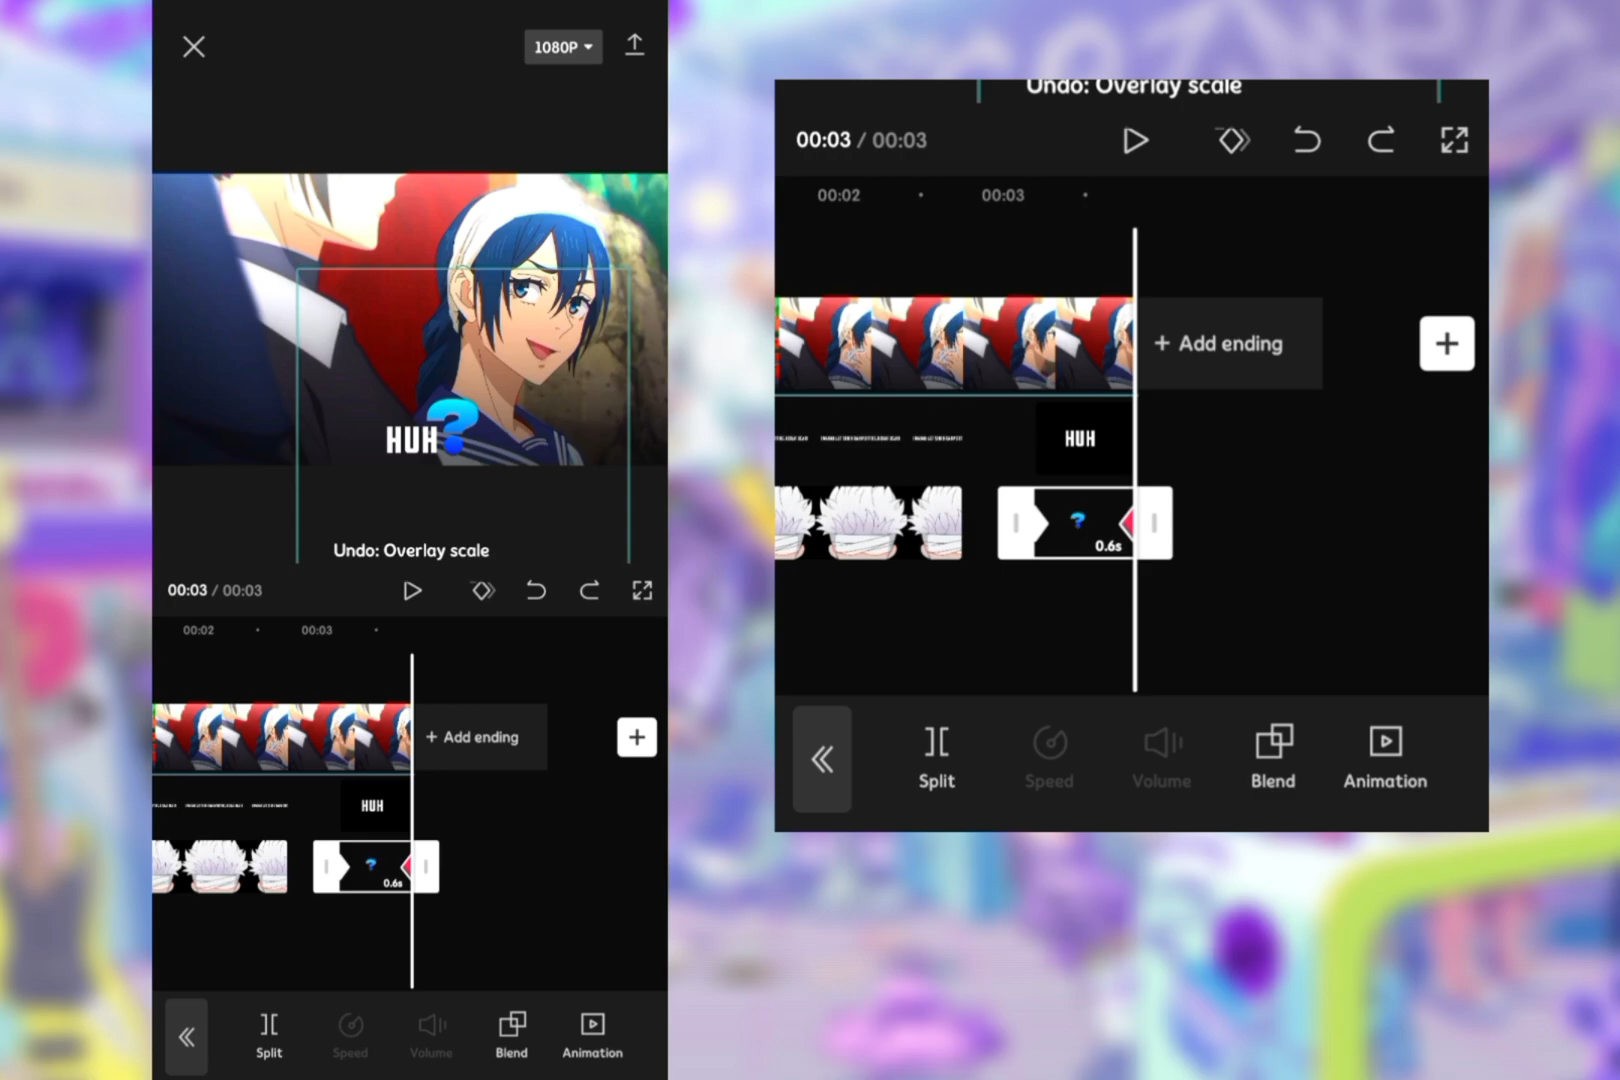 1080P
HUH?
Undo: Overlay scale
00:03 / 00:03
00:02
00:03
+ Add ending
+
HUH
?
0.6s
Split
Speed
Volume
Blend
Animation
Undo: Overlay scale
00:03 / 00:03
00:02
00:03
+ Add ending
+
HUH
?
0.6s
Split
Speed
Volume
Blend
Animation